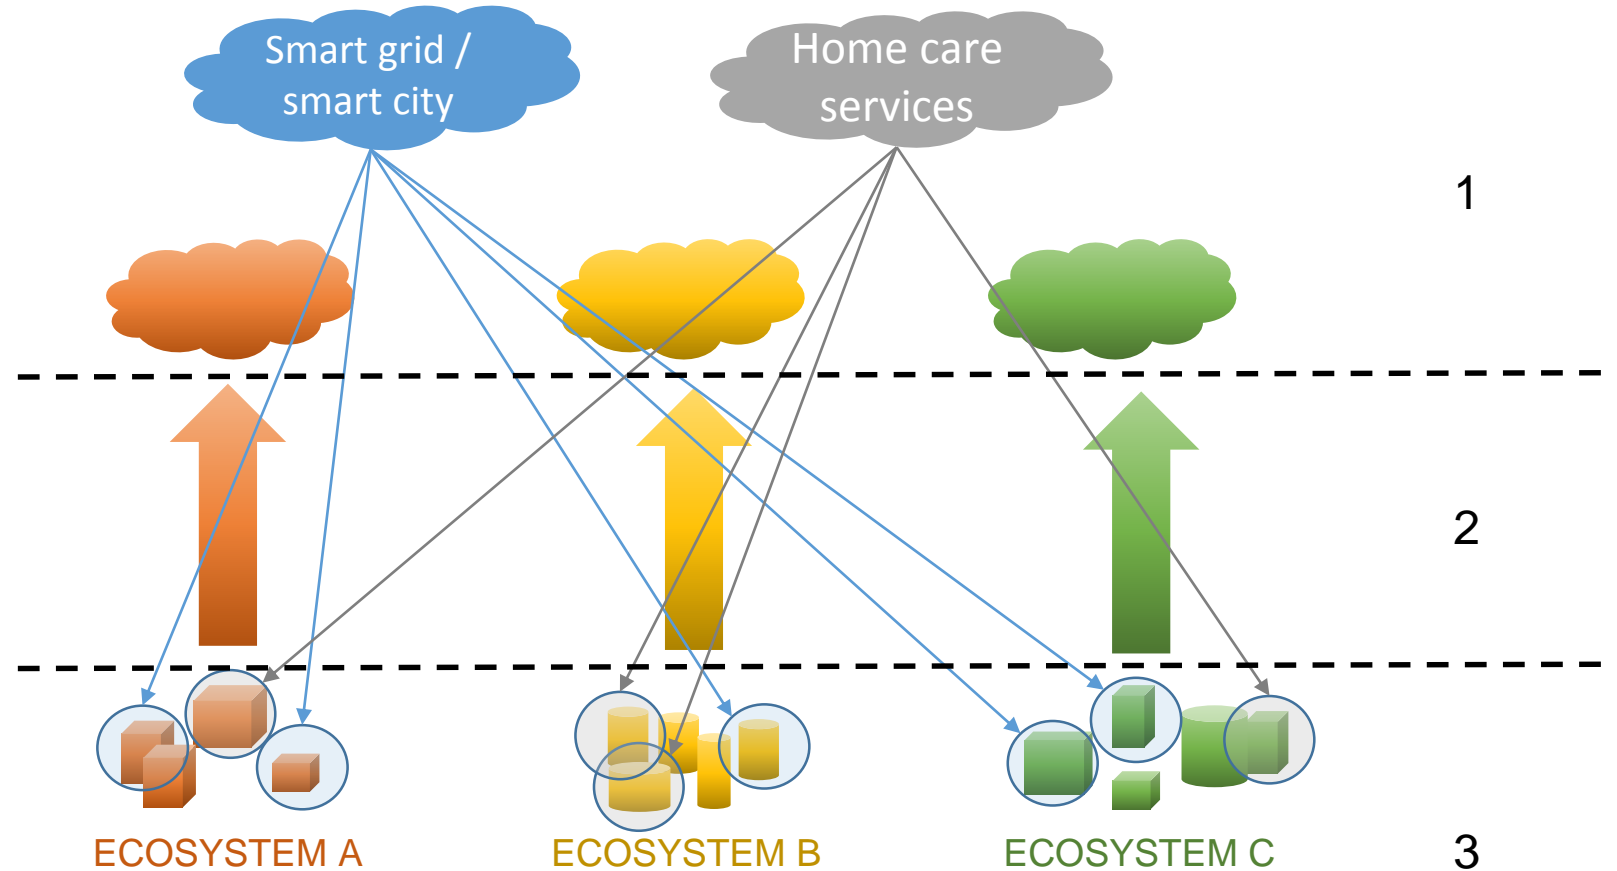 Smart grid /
smart city
Home care
services
1
2
ECOSYSTEM A
ECOSYSTEM B
ECOSYSTEM C
3